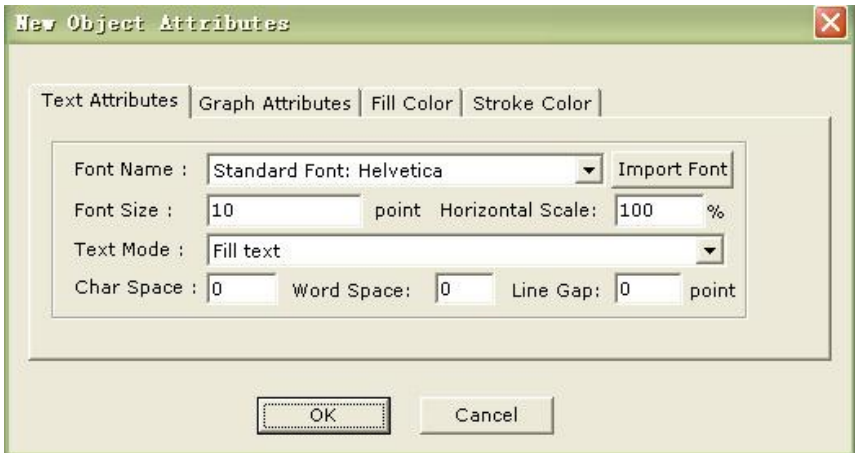 New Object Attributes
Text Attributes Graph Attributes Fill Color Stroke Color
Font Name : Standard Font: Helvetica Import Font
Font Size : 10 point Horizontal Scale: 100 %
Text Mode : Fill text
Char Space : 0 Word Space: 0 Line Gap: 0 point
OK Cancel